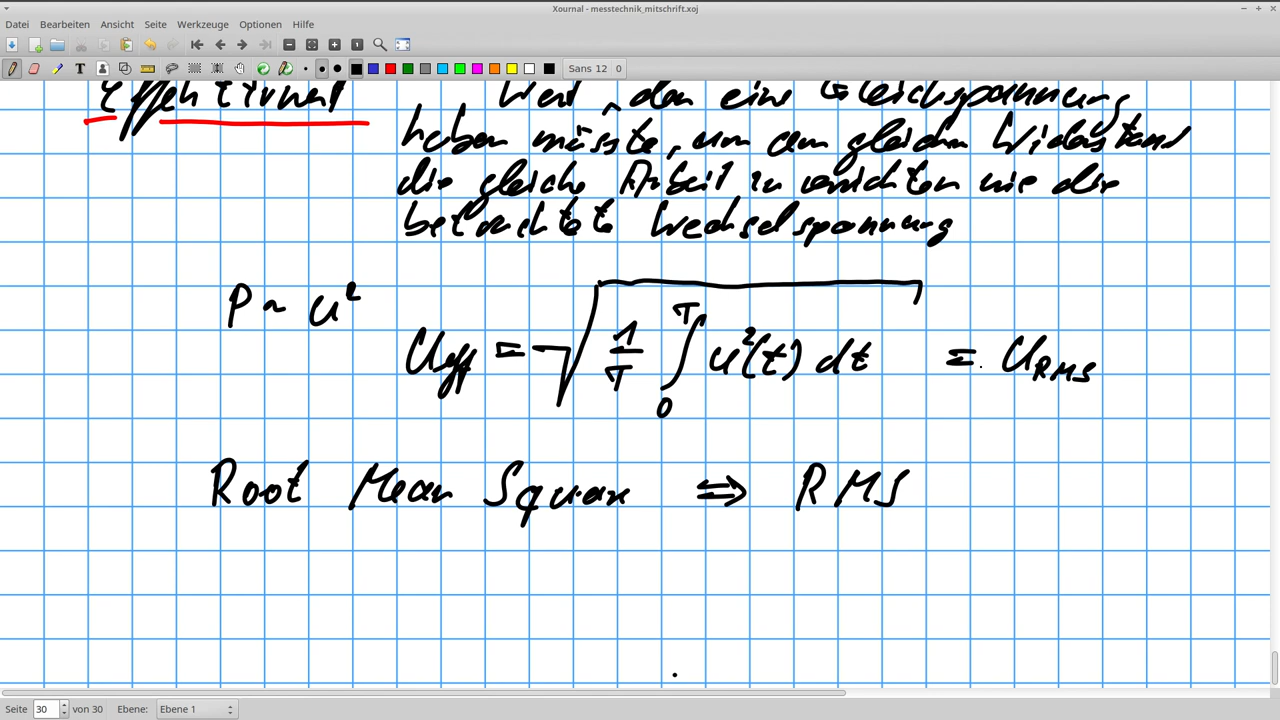 Xournal - messtechnik_mitschrift.xoj
Datei Bearbeiten Ansicht Seite Werkzeuge Optionen Hilfe
Sans 12 0
Effektivwert Wert, den eine Gleichspannung
haben müsste, um am gleichen Widerstand
die gleiche Arbeit zu verrichten wie die
betrachtete Wechselspannung
P ~ U²
U_eff = √(1/T ∫₀ᵀ u²(t) dt) = U_RMS
Root Mean Square ⇔ RMS
Seite 30 von 30 Ebene: Ebene 1